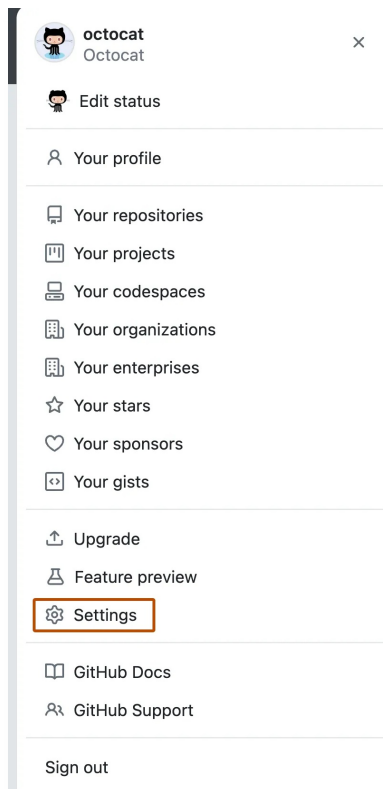 octocat
Octocat
Edit status
Your profile
Your repositories
Your projects
Your codespaces
Your organizations
Your enterprises
Your stars
Your sponsors
Your gists
Upgrade
Feature preview
Settings
GitHub Docs
GitHub Support
Sign out